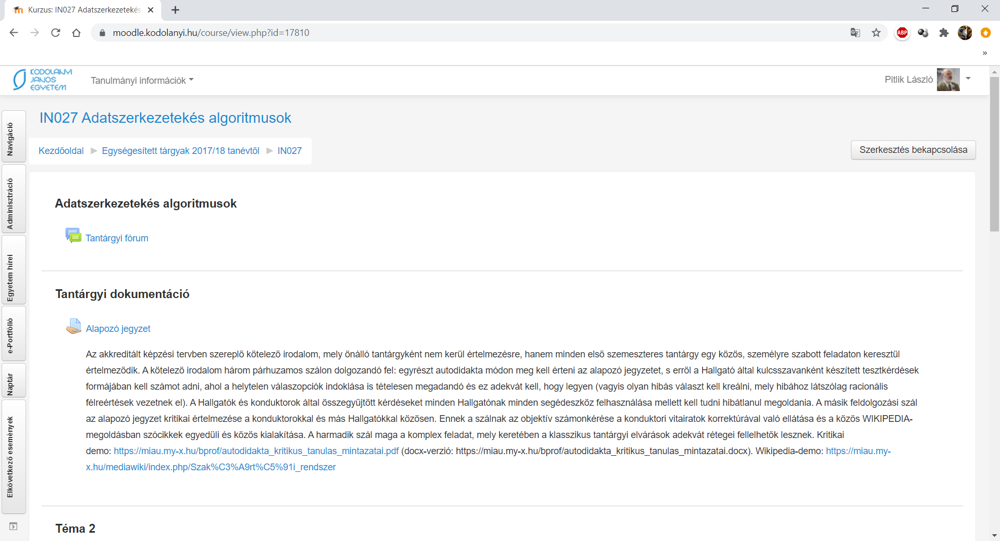 Kurzus: IN027 Adatszerkezetekés
moodle.kodolanyi.hu/course/view.php?id=17810
ABP
»
KODOLANYI
JANOS
EGYETEM
Tanulmányi információk
Pitlik László
IN027 Adatszerkezetekés algoritmusok
Kezdőoldal
Egységesített tárgyak 2017/18 tanévtől
IN027
Szerkesztés bekapcsolása
Navigáció
Adminisztráció
Egyetem hírei
e-Portfólió
Naptár
Elkövetkező események
Adatszerkezetekés algoritmusok
Tantárgyi fórum
Tantárgyi dokumentáció
Alapozó jegyzet
Az akkreditált képzési tervben szereplő kötelező irodalom, mely önálló tantárgyként nem kerül értelmezésre, hanem minden első szemeszteres tantárgy egy közös, személyre szabott feladaton keresztül
értelmeződik. A kötelező irodalom három párhuzamos szálon dolgozandó fel: egyrészt autodidakta módon meg kell érteni az alapozó jegyzetet, s erről a Hallgató által kulcsszavanként készített tesztkérdések
formájában kell számot adni, ahol a helytelen válaszopciók indoklása is tételesen megadandó és ez adekvát kell, hogy legyen (vagyis olyan hibás választ kell kreálni, mely hibához látszólag racionális
félreértések vezetnek el). A Hallgatók és konduktorok által összegyűjtött kérdéseket minden Hallgatónak minden segédeszköz felhasználása mellett kell tudni hibátlanul megoldania. A másik feldolgozási szál
az alapozó jegyzet kritikai értelmezése a konduktorokkal és más Hallgatókkal közösen. Ennek a szálnak az objektív számonkérése a konduktori vitairatok korrektúrával való ellátása és a közös WIKIPEDIA-
megoldásban szócikkek egyedüli és közös kialakítása. A harmadik szál maga a komplex feladat, mely keretében a klasszikus tantárgyi elvárások adekvát rétegei fellelhetők lesznek. Kritikai
demo: https://miau.my-x.hu/bprof/autodidakta_kritikus_tanulas_mintazatai.pdf (docx-verzió: https://miau.my-x.hu/bprof/autodidakta_kritikus_tanulas_mintazatai.docx). Wikipedia-demo: https://miau.my-
x.hu/mediawiki/index.php/Szak%C3%A9rt%C5%91i_rendszer
Téma 2